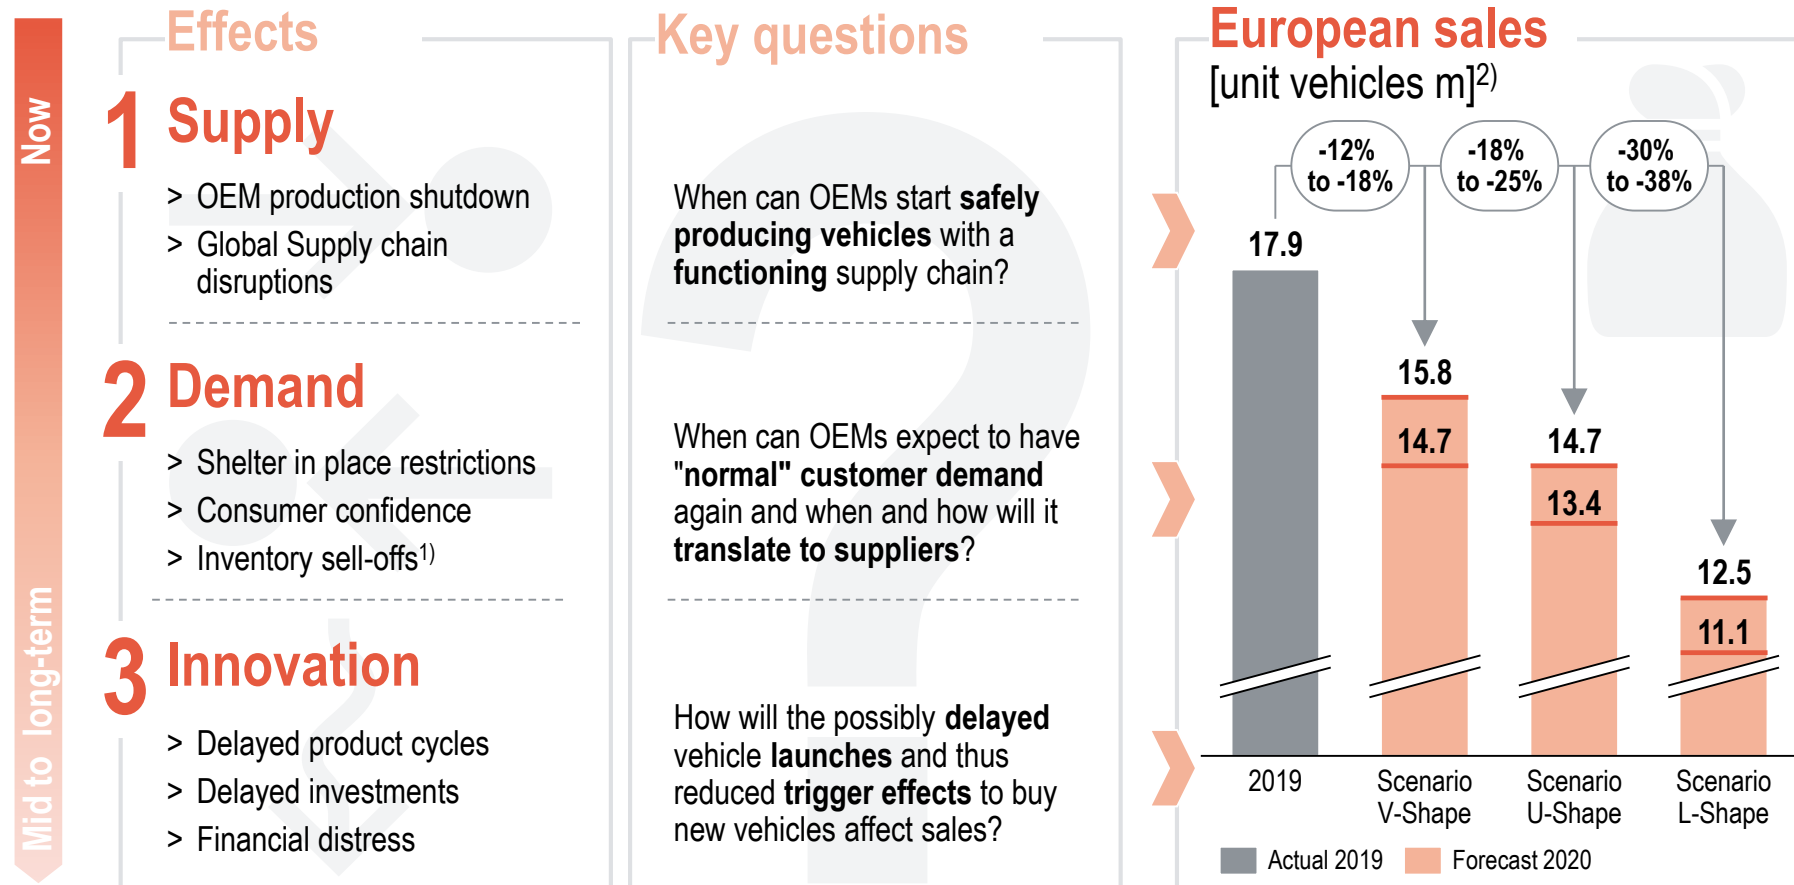 Now
Mid to long-term
Effects
1 Supply
> OEM production shutdown
> Global Supply chain
disruptions
2 Demand
> Shelter in place restrictions
> Consumer confidence
> Inventory sell-offs1)
3 Innovation
> Delayed product cycles
> Delayed investments
> Financial distress
Key questions
When can OEMs start safely
producing vehicles with a
functioning supply chain?
When can OEMs expect to have
"normal" customer demand
again and when and how will it
translate to suppliers?
How will the possibly delayed
vehicle launches and thus
reduced trigger effects to buy
new vehicles affect sales?
European sales
[unit vehicles m]2)
-12%
to -18%
-18%
to -25%
-30%
to -38%
17.9
15.8
14.7
14.7
13.4
12.5
11.1
2019
Scenario
V-Shape
Scenario
U-Shape
Scenario
L-Shape
Actual 2019
Forecast 2020